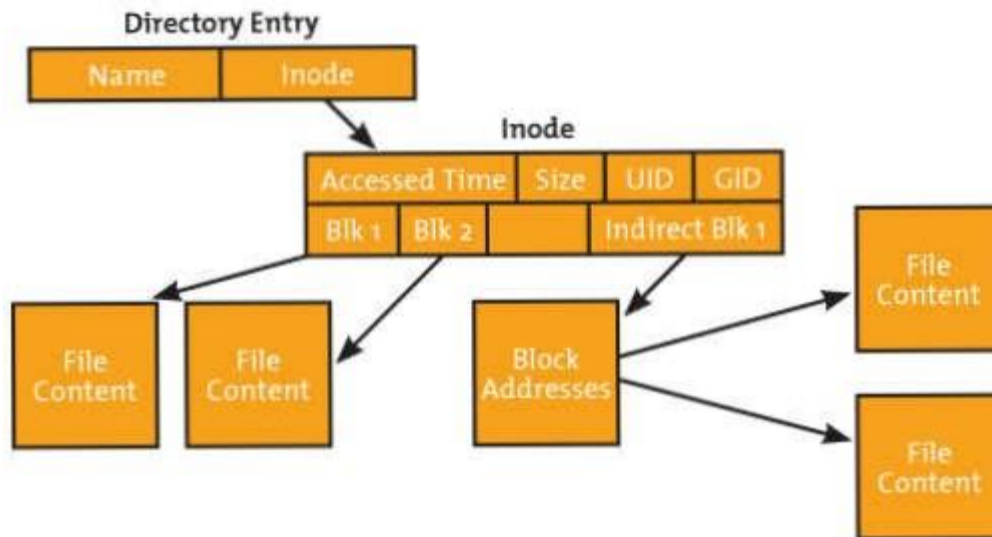 Directory Entry
Name
Inode
Inode
Accessed Time
Size
UID
GID
Blk 1
Blk 2
Indirect Blk 1
File
Content
File
Content
Block
Addresses
File
Content
File
Content